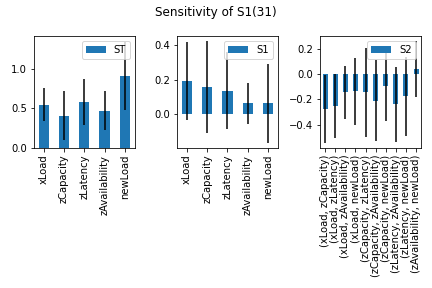 Sensitivity of S1(31)
ST
1.0
0.5
0.0
xLoad
zCapacity
zLatency
zAvailability
newLoad
S1
0.4
0.2
0.0
xLoad
zCapacity
zLatency
zAvailability
newLoad
S2
0.2
0.0
−0.2
−0.4
(xLoad, zCapacity)
(xLoad, zLatency)
(xLoad, zAvailability)
(xLoad, newLoad)
(zCapacity, zLatency)
(zCapacity, zAvailability)
(zCapacity, newLoad)
(zLatency, zAvailability)
(zLatency, newLoad)
(zAvailability, newLoad)